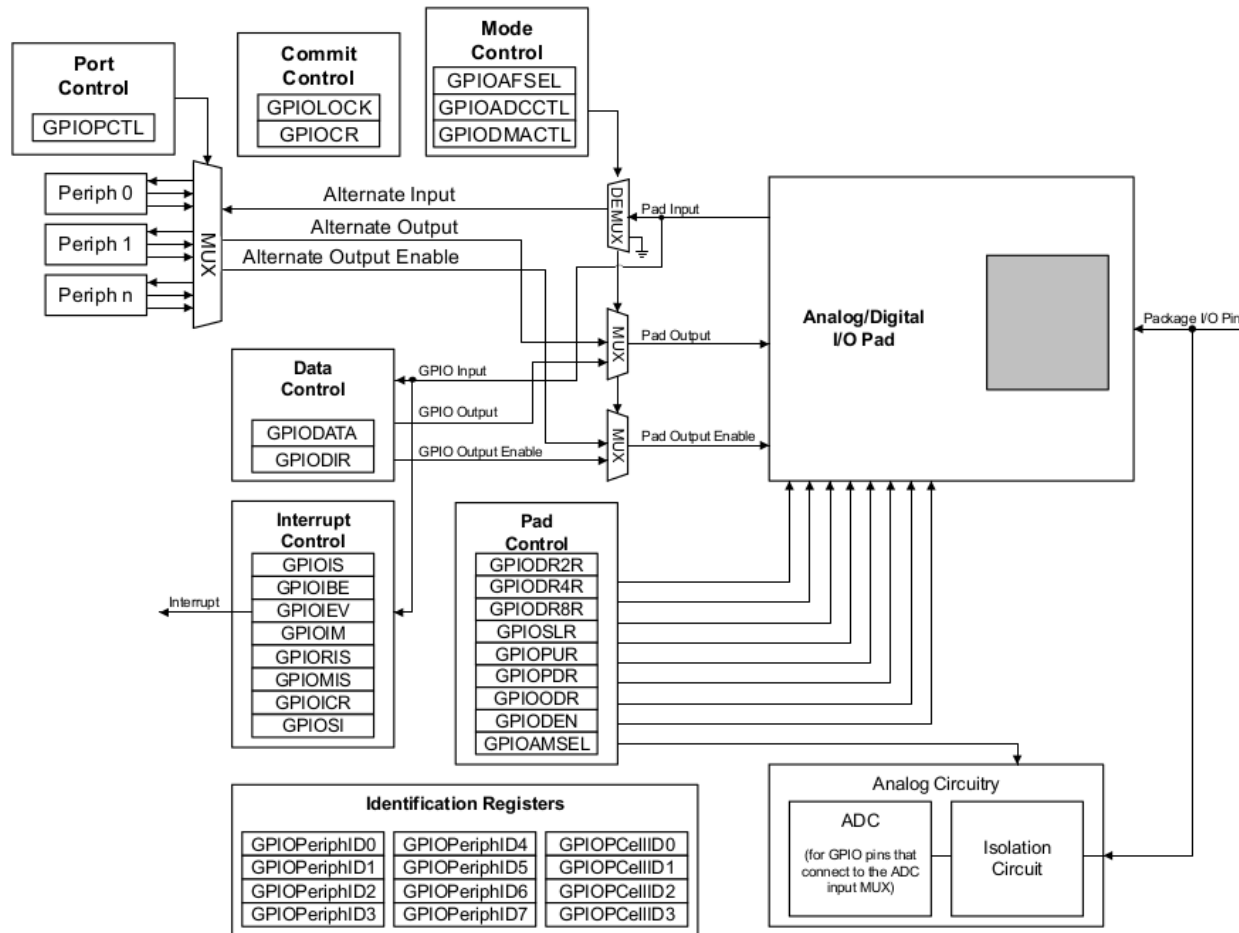 Port
Control
GPIOPCTL
Commit
Control
GPIOLOCK
GPIOCR
Mode
Control
GPIOAFSEL
GPIOADCCTL
GPIODMACTL
Periph 0
Periph 1
Periph n
MUX
Alternate Input
Alternate Output
Alternate Output Enable
DEMUX
Pad Input
MUX
Pad Output
MUX
Pad Output Enable
Analog/Digital
I/O Pad
Package I/O Pin
Data
Control
GPIODATA
GPIODIR
GPIO Input
GPIO Output
GPIO Output Enable
Interrupt
Control
GPIOIS
GPIOIBE
GPIOIEV
GPIOIM
GPIORIS
GPIOMIS
GPIOICR
GPIOSI
Interrupt
Pad
Control
GPIODR2R
GPIODR4R
GPIODR8R
GPIOSLR
GPIOPUR
GPIOPDR
GPIOODR
GPIODEN
GPIOAMSEL
Analog Circuitry
ADC
(for GPIO pins that
connect to the ADC
input MUX)
Isolation
Circuit
Identification Registers
GPIOPeriphID0
GPIOPeriphID1
GPIOPeriphID2
GPIOPeriphID3
GPIOPeriphID4
GPIOPeriphID5
GPIOPeriphID6
GPIOPeriphID7
GPIOPCellID0
GPIOPCellID1
GPIOPCellID2
GPIOPCellID3